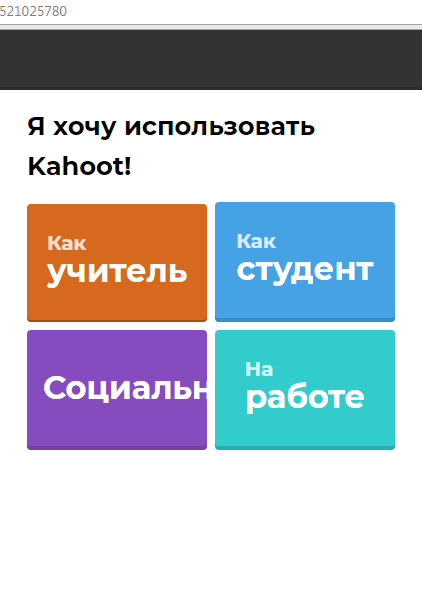 521025780
Я хочу использовать
Kahoot!
Как
учитель
Как
студент
Социальн
На
работе